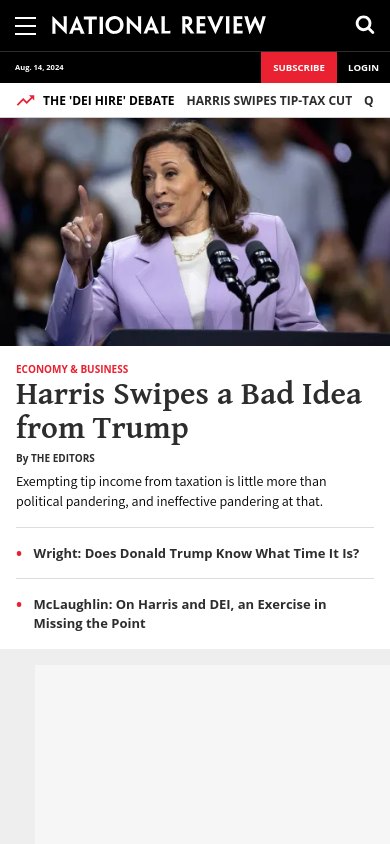 NATIONAL REVIEW
Aug. 14, 2024
SUBSCRIBE
LOGIN
THE 'DEI HIRE' DEBATE HARRIS SWIPES TIP-TAX CUT Q
ECONOMY & BUSINESS
Harris Swipes a Bad Idea
from Trump
By THE EDITORS
Exempting tip income from taxation is little more than
political pandering, and ineffective pandering at that.
• Wright: Does Donald Trump Know What Time It Is?
• McLaughlin: On Harris and DEI, an Exercise in
Missing the Point